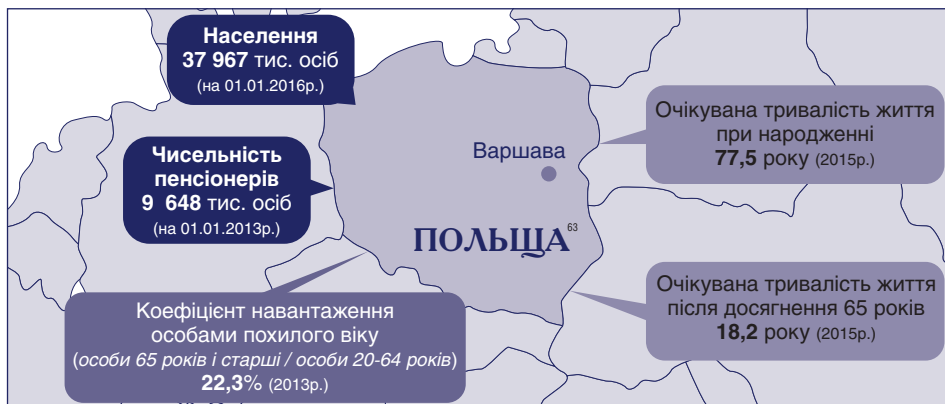 Населення
37 967 тис. осіб
(на 01.01.2016р.)
Чисельність
пенсіонерів
9 648 тис. осіб
(на 01.01.2013р.)
Варшава
ПОЛЬЩА63
Очікувана тривалість життя
при народженні
77,5 року (2015р.)
Очікувана тривалість життя
після досягнення 65 років
18,2 року (2015р.)
Коефіцієнт навантаження
особами похилого віку
(особи 65 років і старші / особи 20-64 років)
22,3% (2013р.)